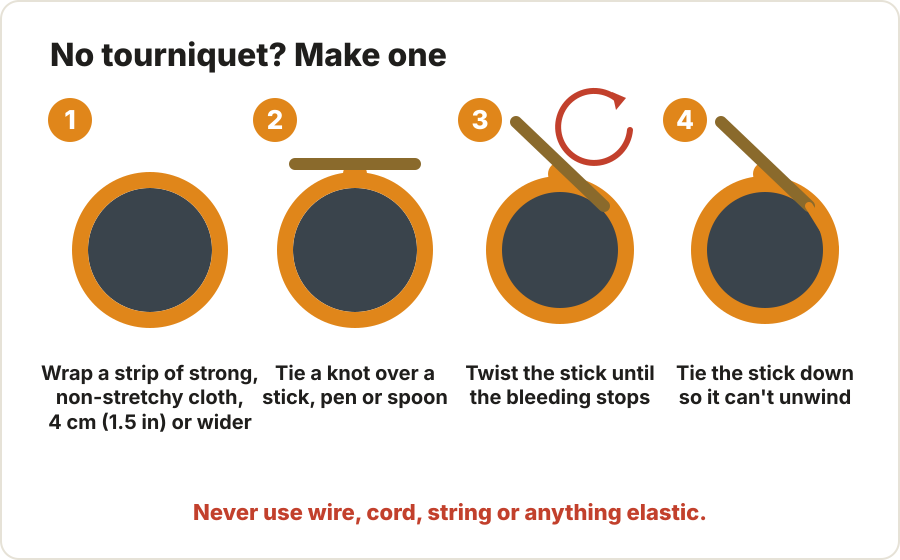 No tourniquet? Make one
1
2
3
4
Wrap a strip of strong,
non-stretchy cloth,
4 cm (1.5 in) or wider
Tie a knot over a
stick, pen or spoon
Twist the stick until
the bleeding stops
Tie the stick down
so it can't unwind
Never use wire, cord, string or anything elastic.